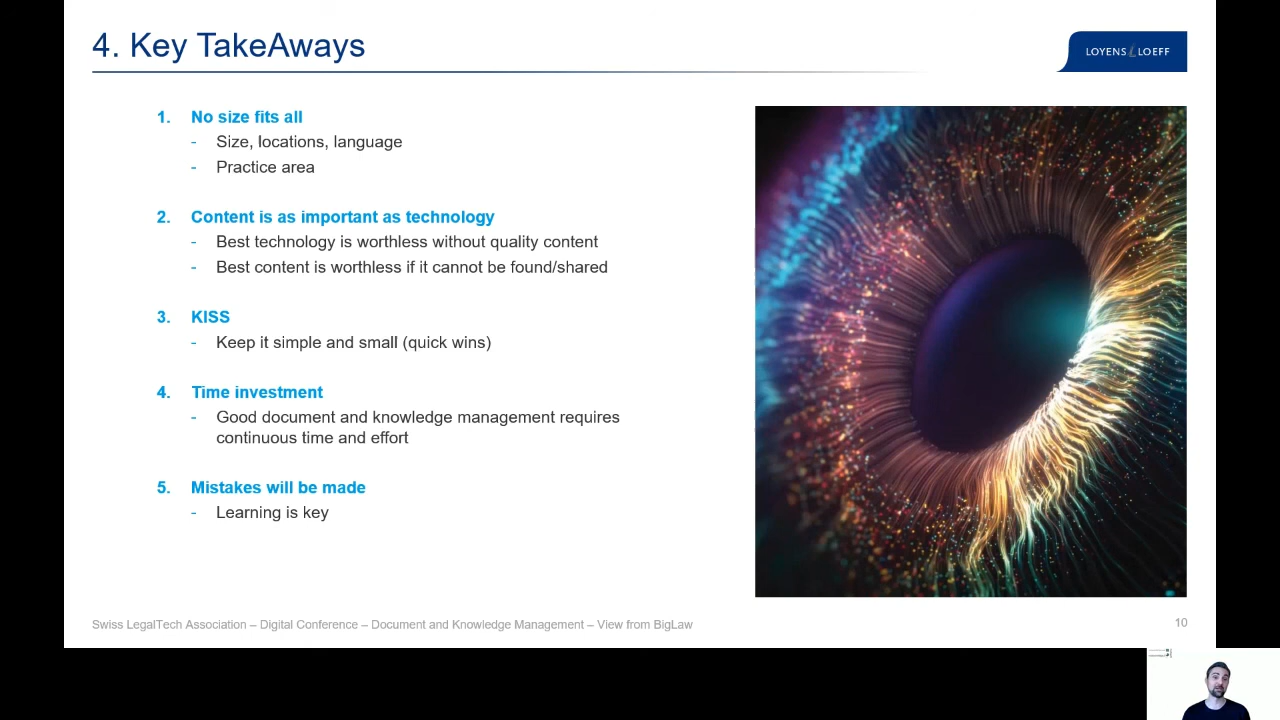 4. Key TakeAways
LOYENS LOEFF
1. No size fits all
- Size, locations, language
- Practice area
2. Content is as important as technology
- Best technology is worthless without quality content
- Best content is worthless if it cannot be found/shared
3. KISS
- Keep it simple and small (quick wins)
4. Time investment
- Good document and knowledge management requires
continuous time and effort
5. Mistakes will be made
- Learning is key
Swiss LegalTech Association – Digital Conference – Document and Knowledge Management – View from BigLaw
10